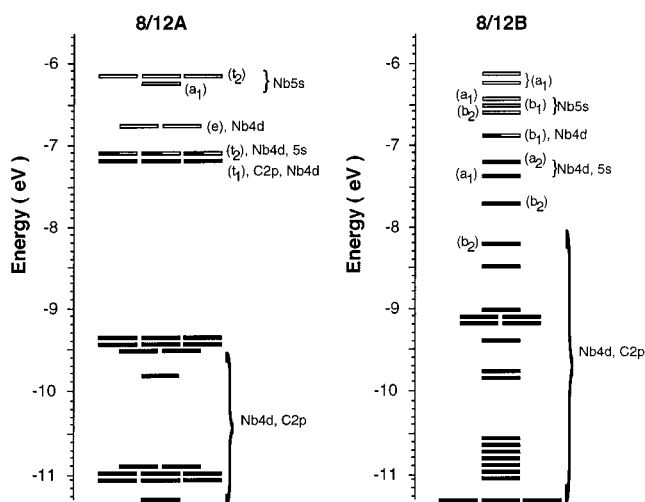 8/12A
Energy ( eV )
-6
-7
-8
-9
-10
-11
(t2)
Nb5s
(a1)
(e), Nb4d
(t2), Nb4d, 5s
(t1), C2p, Nb4d
Nb4d, C2p
8/12B
Energy ( eV )
-6
-7
-8
-9
-10
-11
(a1)
(a1)
(b1)
Nb5s
(b2)
(b1), Nb4d
(a2)
Nb4d, 5s
(a1)
(b2)
(b2)
Nb4d, C2p